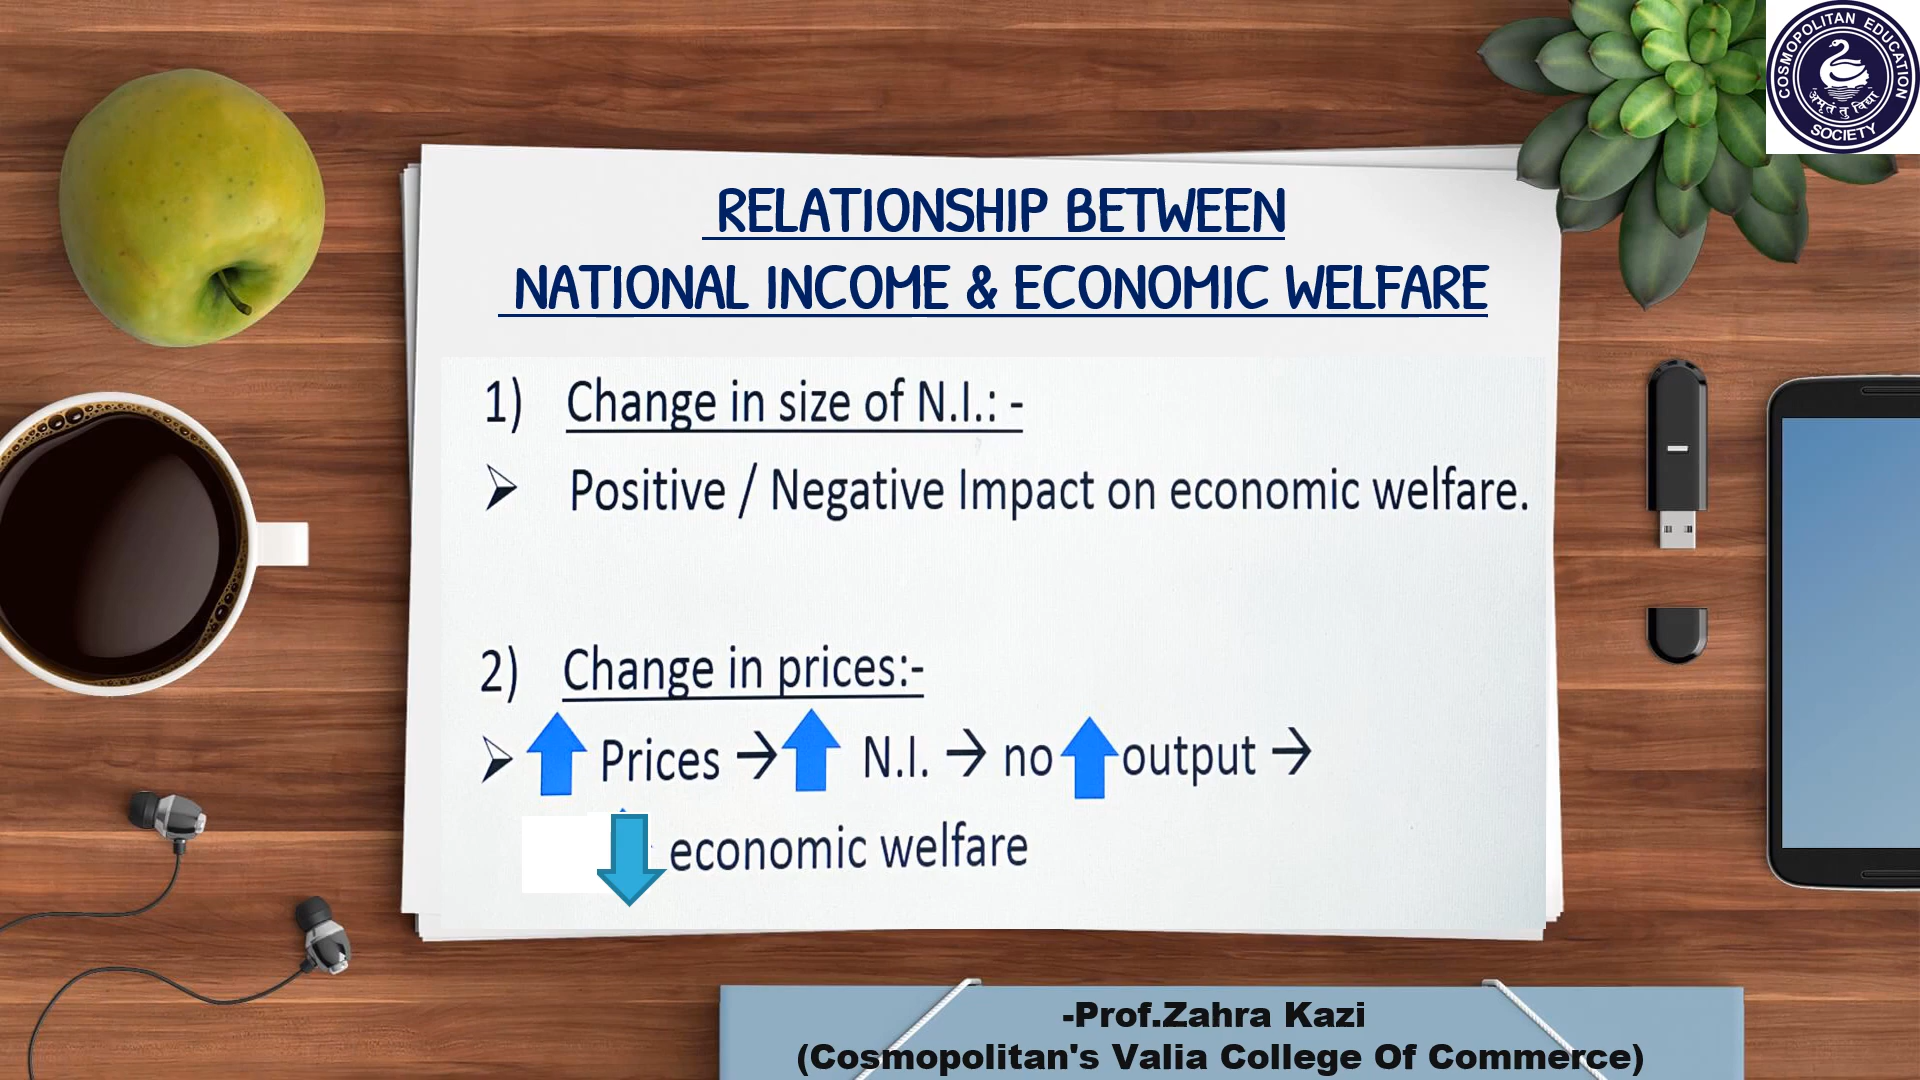 COSMOPOLITAN EDUCATION SOCIETY
अमृतं तु विद्या
RELATIONSHIP BETWEEN
NATIONAL INCOME & ECONOMIC WELFARE
1) Change in size of N.I.: -
➢ Positive / Negative Impact on economic welfare.
2) Change in prices:-
➢ ⬆ Prices → ⬆ N.I. → no ⬆ output →
⬇ economic welfare
-Prof.Zahra Kazi
(Cosmopolitan's Valia College Of Commerce)